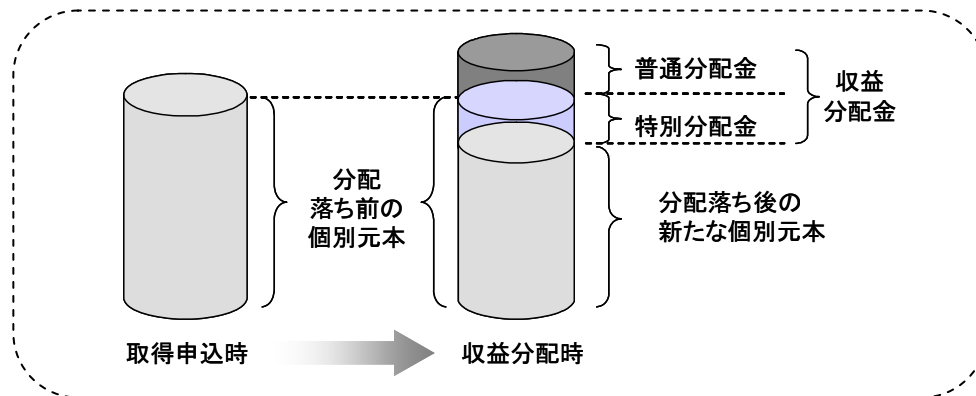 普通分配金
収益
分配金
特別分配金
分配
落ち前の
個別元本
分配落ち後の
新たな個別元本
取得申込時
収益分配時